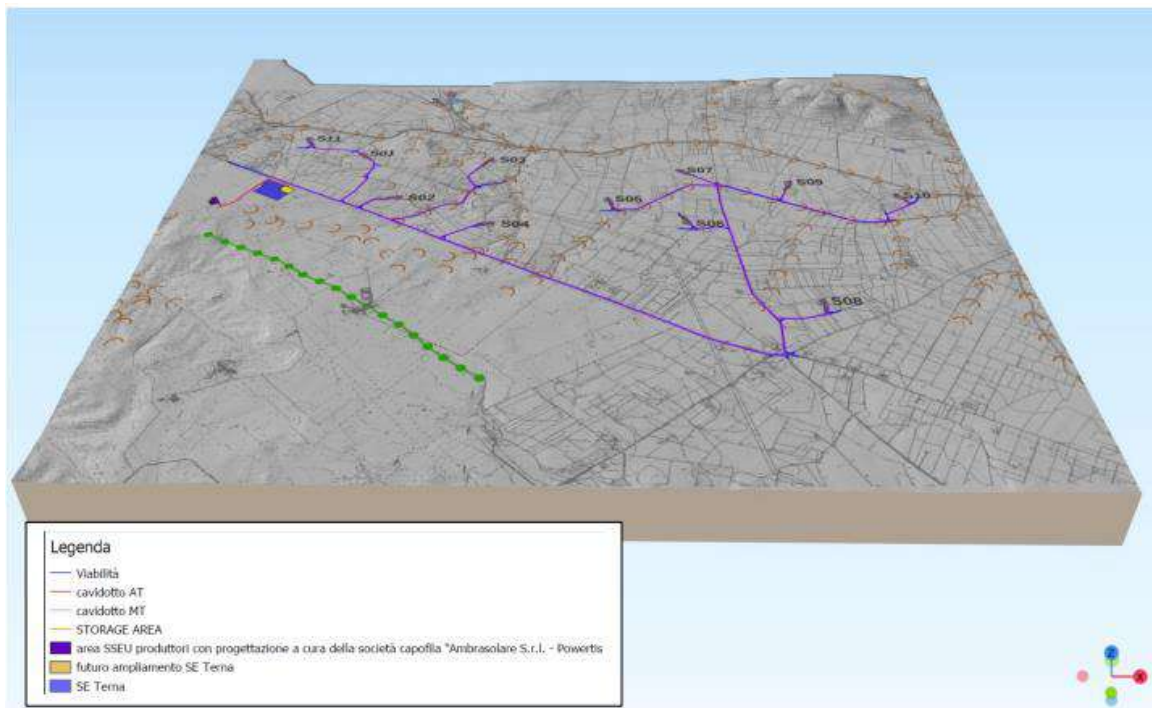 S11
S01
S03
S02
S04
S07
S06
S09
S10
S08
Legenda
Viabilità
cavidotto AT
cavidotto MT
STORAGE AREA
area SSEU produttori con progettazione a cura della società capofila "Ambrasolare S.r.l. - Powertis
futuro ampliamento SE Terna
SE Terna
Z
X